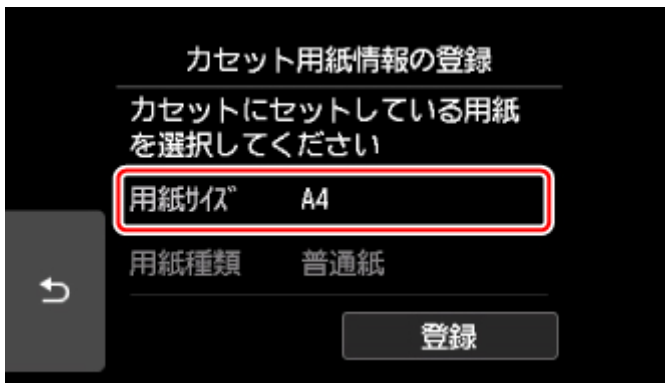 カセット用紙情報の登録
カセットにセットしている用紙
を選択してください
用紙ｻｲｽﾞ A4
用紙種類 普通紙
登録